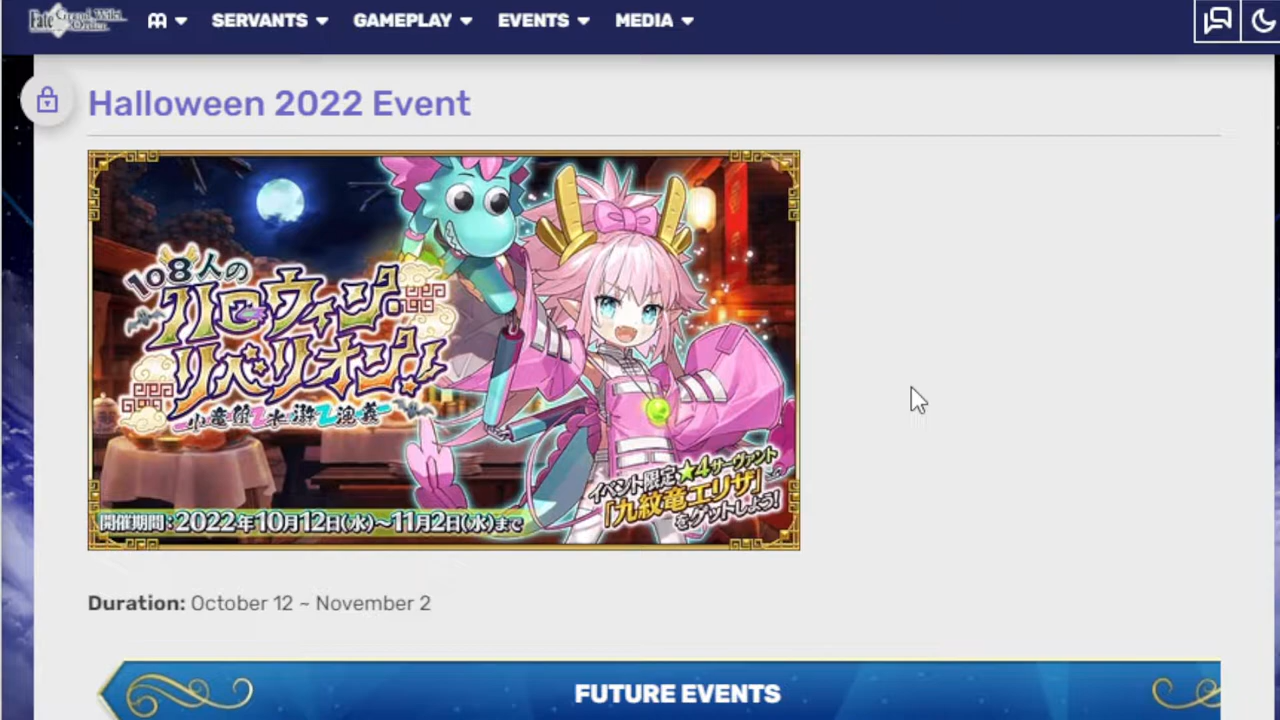 Fate Grand Order Wiki
SERVANTS
GAMEPLAY
EVENTS
MEDIA
Halloween 2022 Event
108人の
ハロウィン
リベリオン!
小竜姫Z水滸Z演義
イベント限定★4サーヴァント
「九紋竜エリザ」
をゲットしよう!
開催期間:2022年10月12日(水)~11月2日(水)まで
Duration: October 12 ~ November 2
FUTURE EVENTS